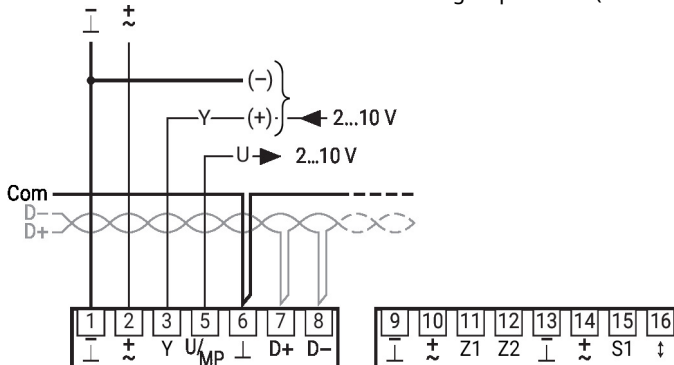 – +
⊥ ~
(–)
Y (+) 2...10 V
U 2...10 V
Com
D–
D+
1 2 3 5 6 7 8 9 10 11 12 13 14 15 16
⊥ ~ Y U/MP ⊥ D+ D– ⊥ ~ Z1 Z2 ⊥ ~ S1 ↕